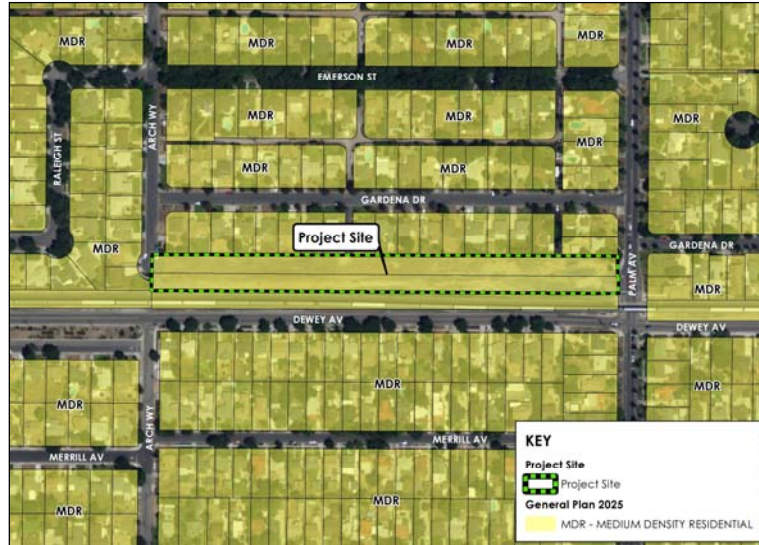 MDR
MDR
MDR
MDR
EMERSON ST
RALEIGH ST
ARCH WY
MDR
MDR
MDR
MDR
MDR
MDR
MDR
GARDENA DR
MDR
Project Site
PALM AV
GARDENA DR
MDR
DEWEY AV
DEWEY AV
MDR
MDR
MDR
ARCH WY
MERRILL AV
MERRILL AV
MDR
MDR
KEY
Project Site
Project Site
General Plan 2025
MDR - MEDIUM DENSITY RESIDENTIAL